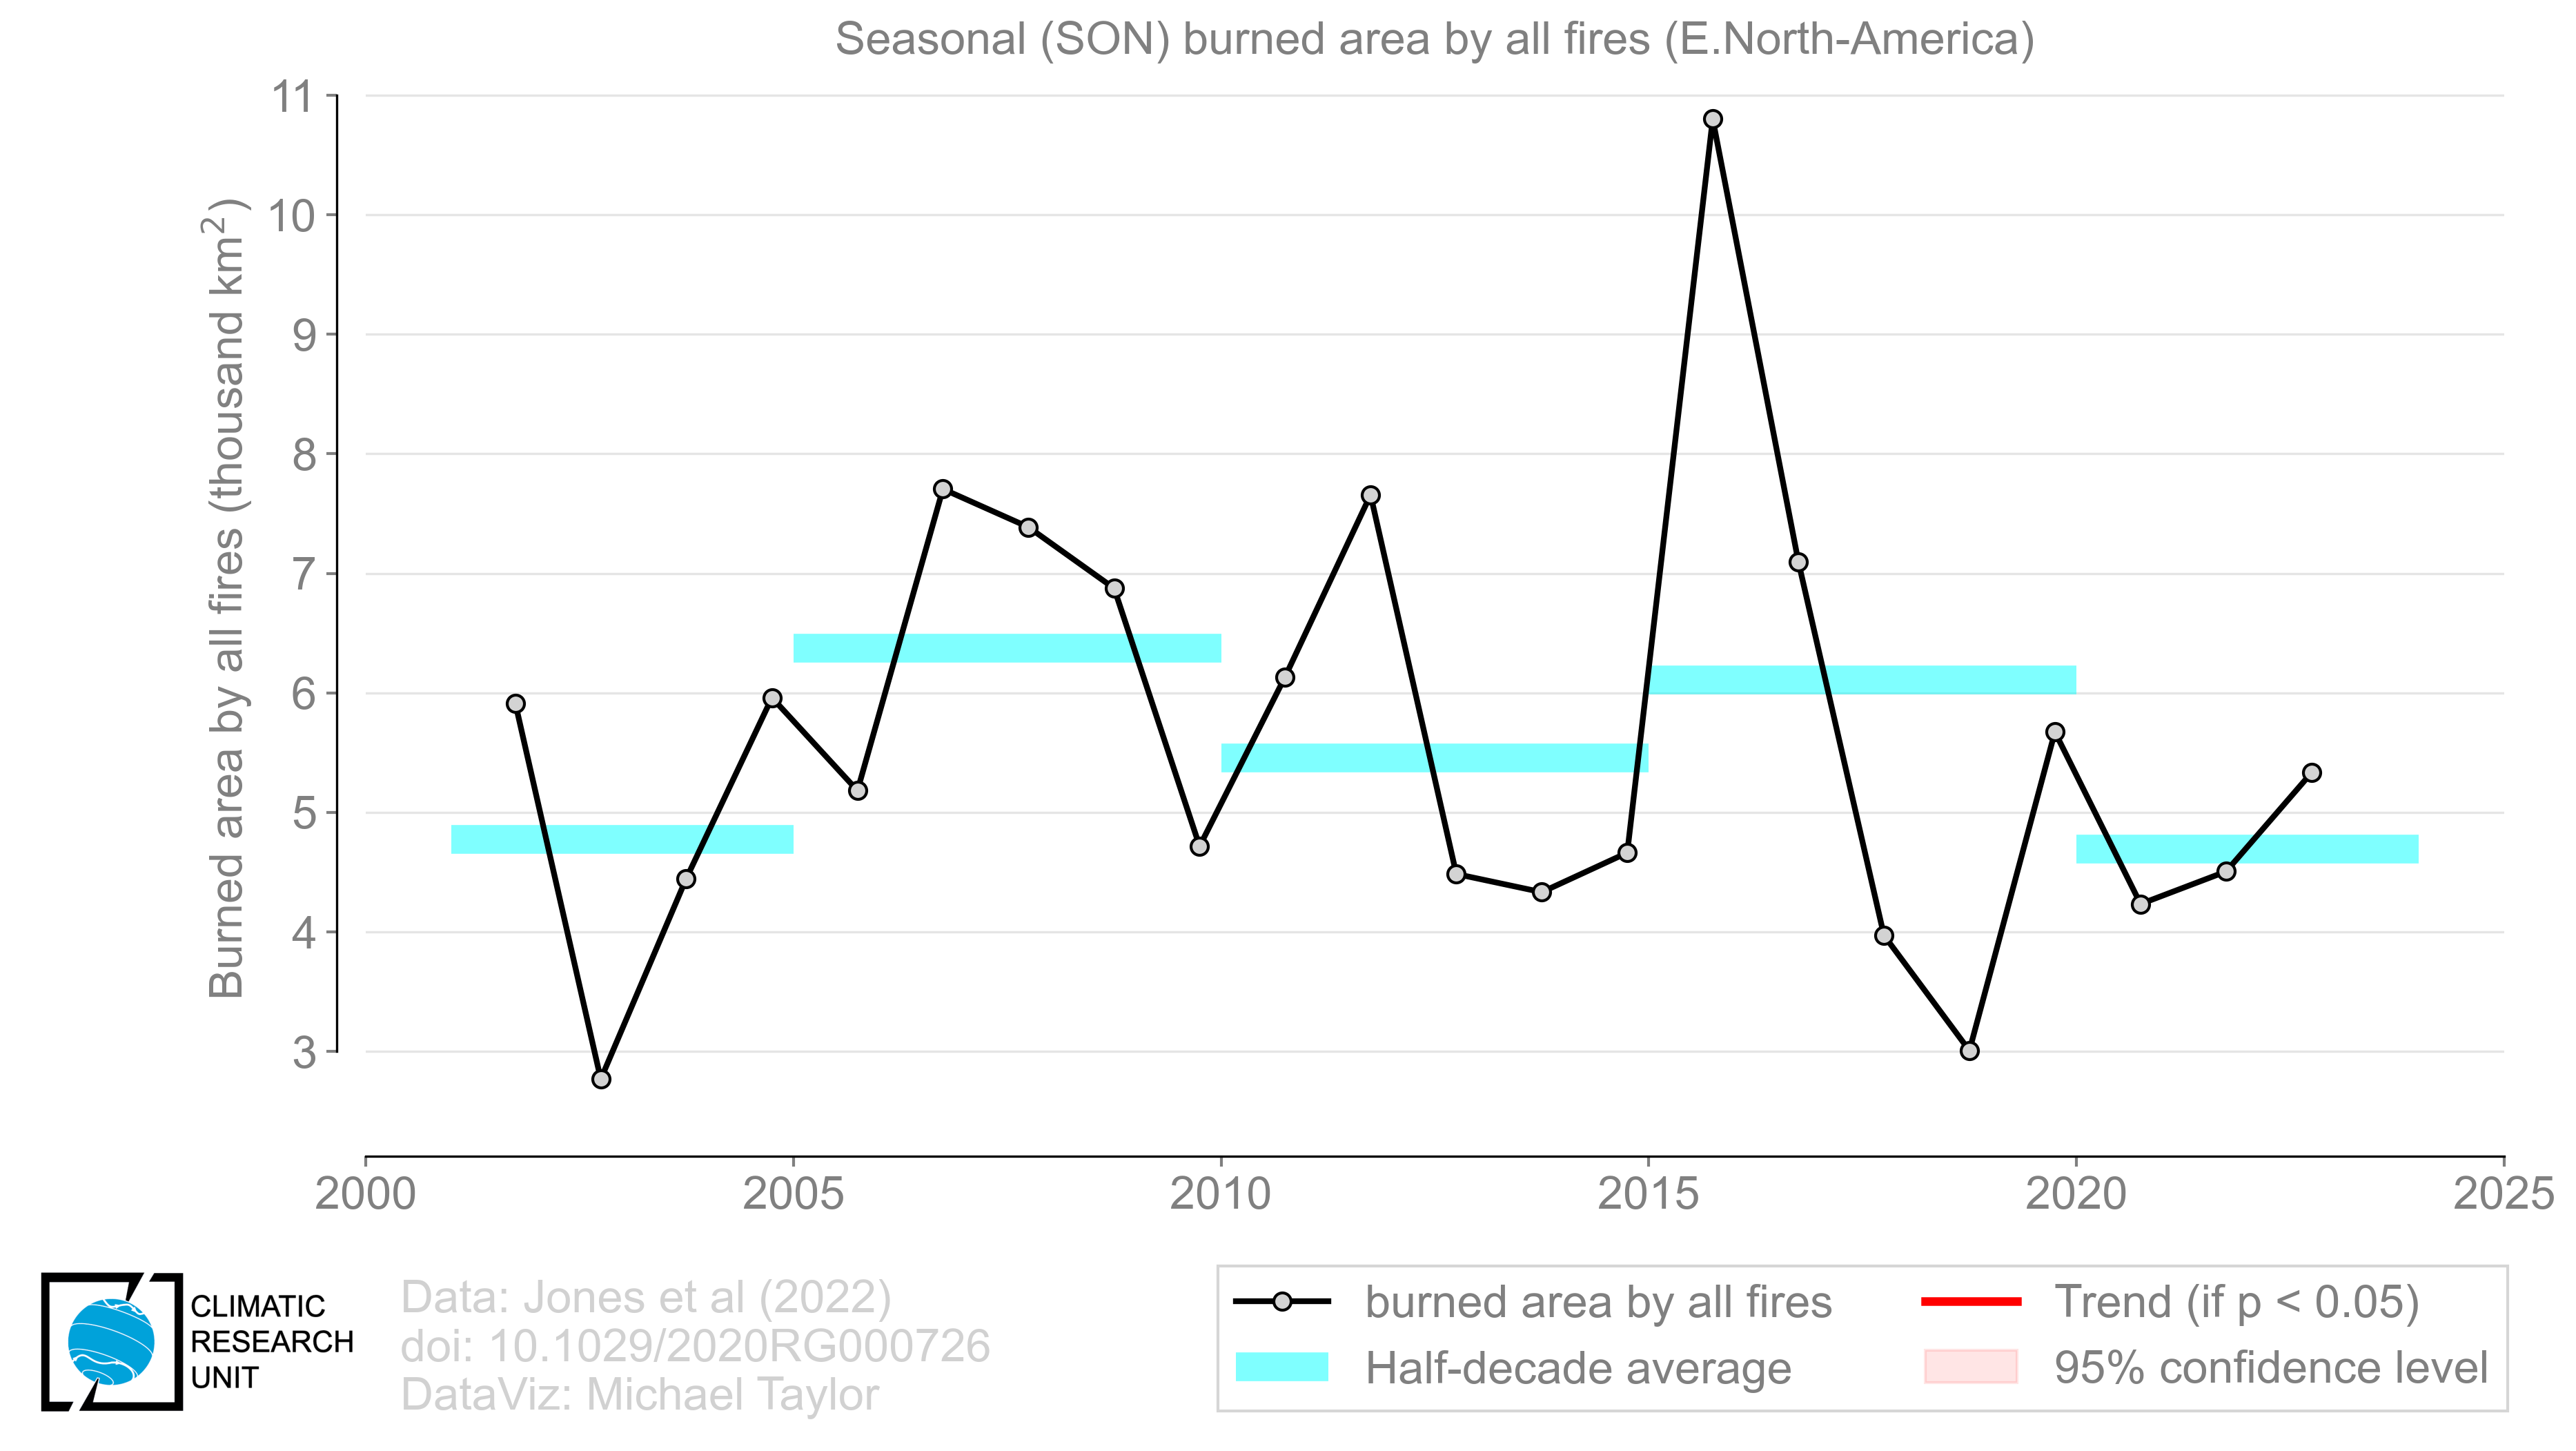 Seasonal (SON) burned area by all fires (E.North-America)
Burned area by all fires (thousand km²)
11
10
9
8
7
6
5
4
3
2000 2005 2010 2015 2020 2025
CLIMATIC
RESEARCH
UNIT
Data: Jones et al (2022)
doi: 10.1029/2020RG000726
DataViz: Michael Taylor
burned area by all fires
Half-decade average
Trend (if p < 0.05)
95% confidence level